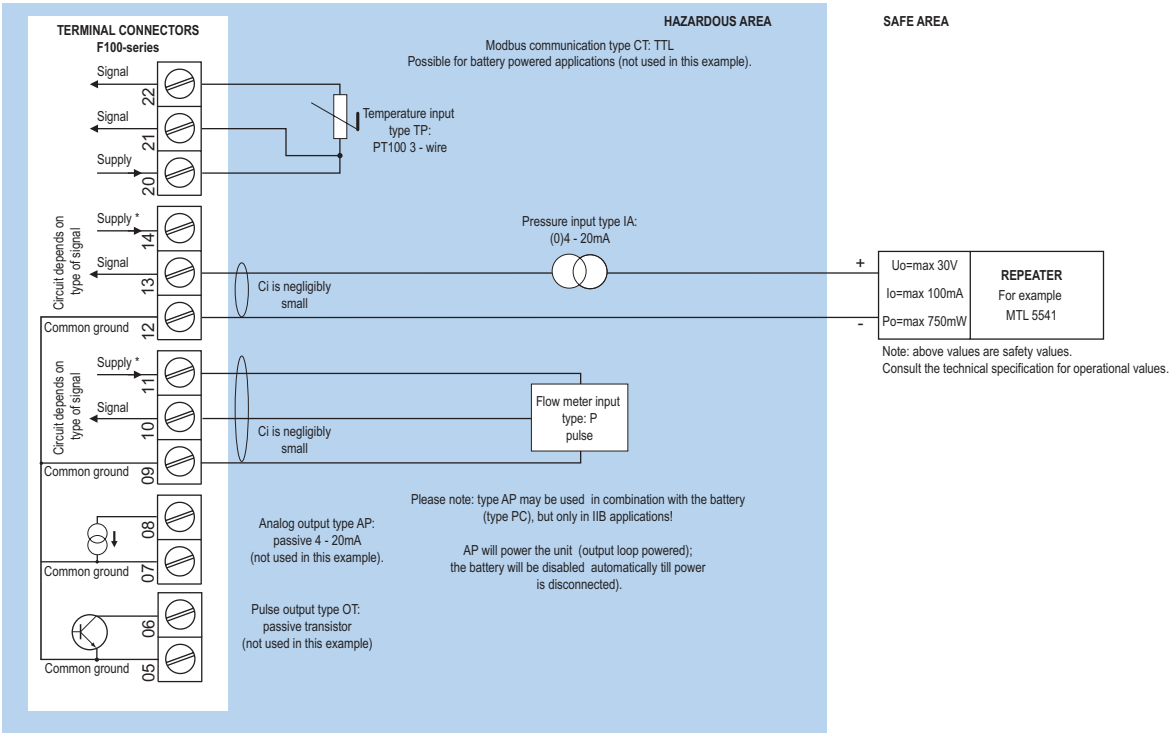 HAZARDOUS AREA
SAFE AREA
TERMINAL CONNECTORS
F100-series
Modbus communication type CT: TTL
Possible for battery powered applications (not used in this example).
Signal
22
Signal
21
Supply
20
Temperature input
type TP:
PT100 3 - wire
Circuit depends on
type of signal
Supply *
14
Signal
13
Common ground
12
Ci is negligibly
small
Pressure input type IA:
(0)4 - 20mA
+
-
Uo=max 30V
Io=max 100mA
Po=max 750mW
REPEATER
For example
MTL 5541
Note: above values are safety values.
Consult the technical specification for operational values.
Circuit depends on
type of signal
Supply *
11
Signal
10
Common ground
09
Ci is negligibly
small
Flow meter input
type: P
pulse
08
Common ground
07
Analog output type AP:
passive 4 - 20mA
(not used in this example).
Please note: type AP may be used in combination with the battery
(type PC), but only in IIB applications!
AP will power the unit (output loop powered);
the battery will be disabled automatically till power
is disconnected).
06
Common ground
05
Pulse output type OT:
passive transistor
(not used in this example)